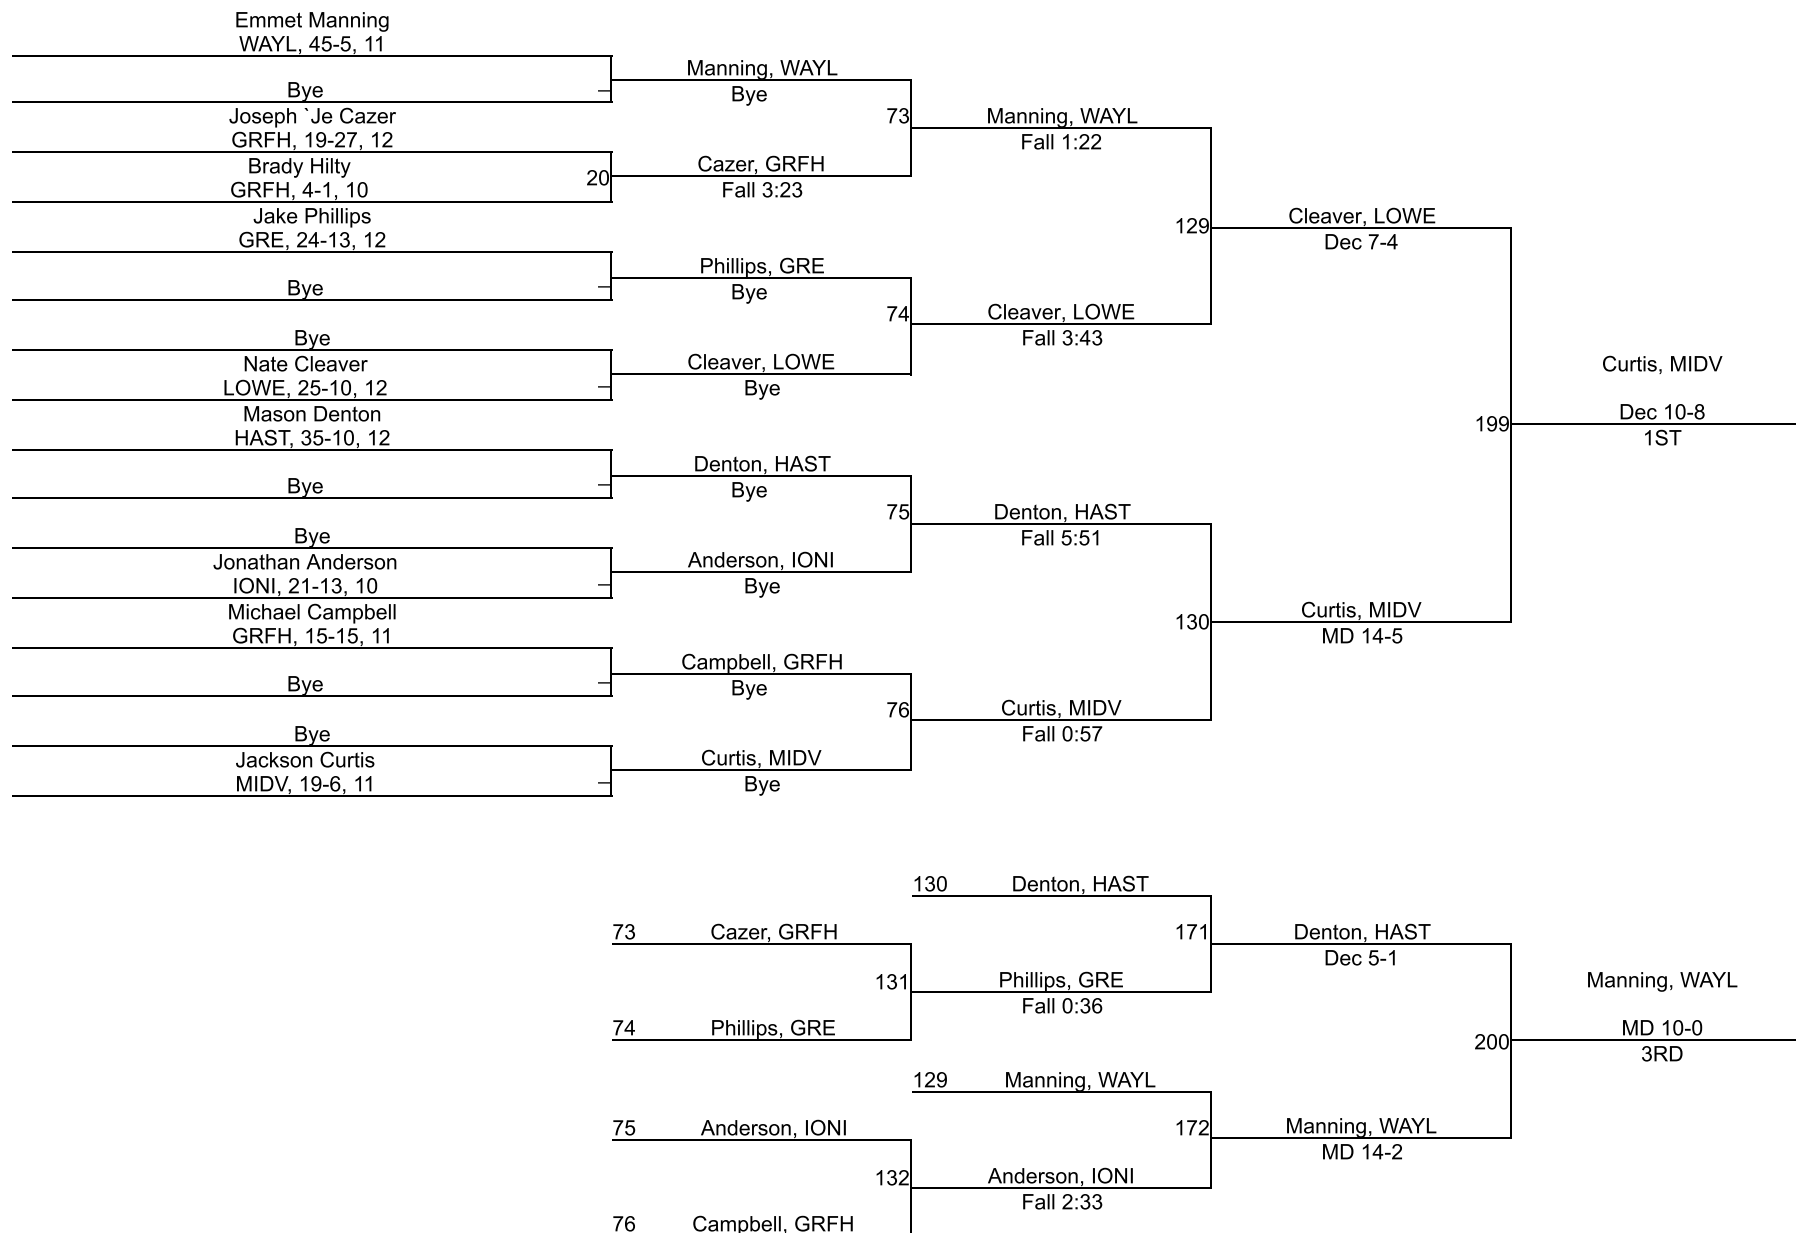 Emmet Manning
WAYL, 45-5, 11
Bye
Joseph `Je Cazer
GRFH, 19-27, 12
Brady Hilty
GRFH, 4-1, 10
20
Jake Phillips
GRE, 24-13, 12
Bye
Bye
Nate Cleaver
LOWE, 25-10, 12
Mason Denton
HAST, 35-10, 12
Bye
Bye
Jonathan Anderson
IONI, 21-13, 10
Michael Campbell
GRFH, 15-15, 11
Bye
Bye
Jackson Curtis
MIDV, 19-6, 11
Manning, WAYL
Bye
73
Cazer, GRFH
Fall 3:23
Phillips, GRE
Bye
74
Cleaver, LOWE
Bye
Denton, HAST
Bye
75
Anderson, IONI
Bye
Campbell, GRFH
Bye
76
Curtis, MIDV
Bye
Manning, WAYL
Fall 1:22
129
Cleaver, LOWE
Fall 3:43
Denton, HAST
Fall 5:51
130
Curtis, MIDV
Fall 0:57
Cleaver, LOWE
Dec 7-4
199
Curtis, MIDV
MD 14-5
Curtis, MIDV
Dec 10-8
1ST
73 Cazer, GRFH
131
74 Phillips, GRE
75 Anderson, IONI
132
76 Campbell, GRFH
130 Denton, HAST
171
Phillips, GRE
Fall 0:36
129 Manning, WAYL
172
Anderson, IONI
Fall 2:33
Denton, HAST
Dec 5-1
200
Manning, WAYL
MD 14-2
Manning, WAYL
MD 10-0
3RD